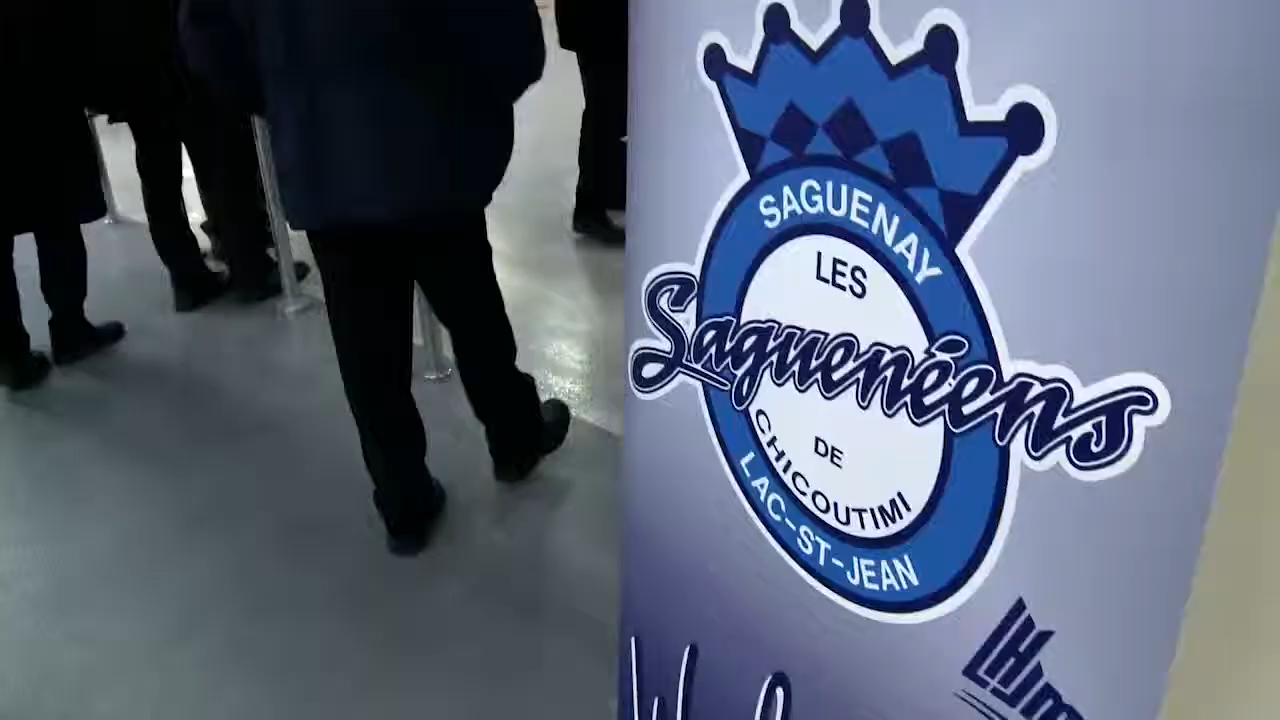 SAGUENAY
LES
Saguenéens
DE
CHICOUTIMI
LAC-ST-JEAN